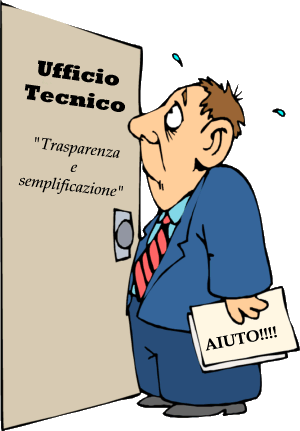 Ufficio
Tecnico
"Trasparenza
e
semplificazione"
AIUTO!!!!